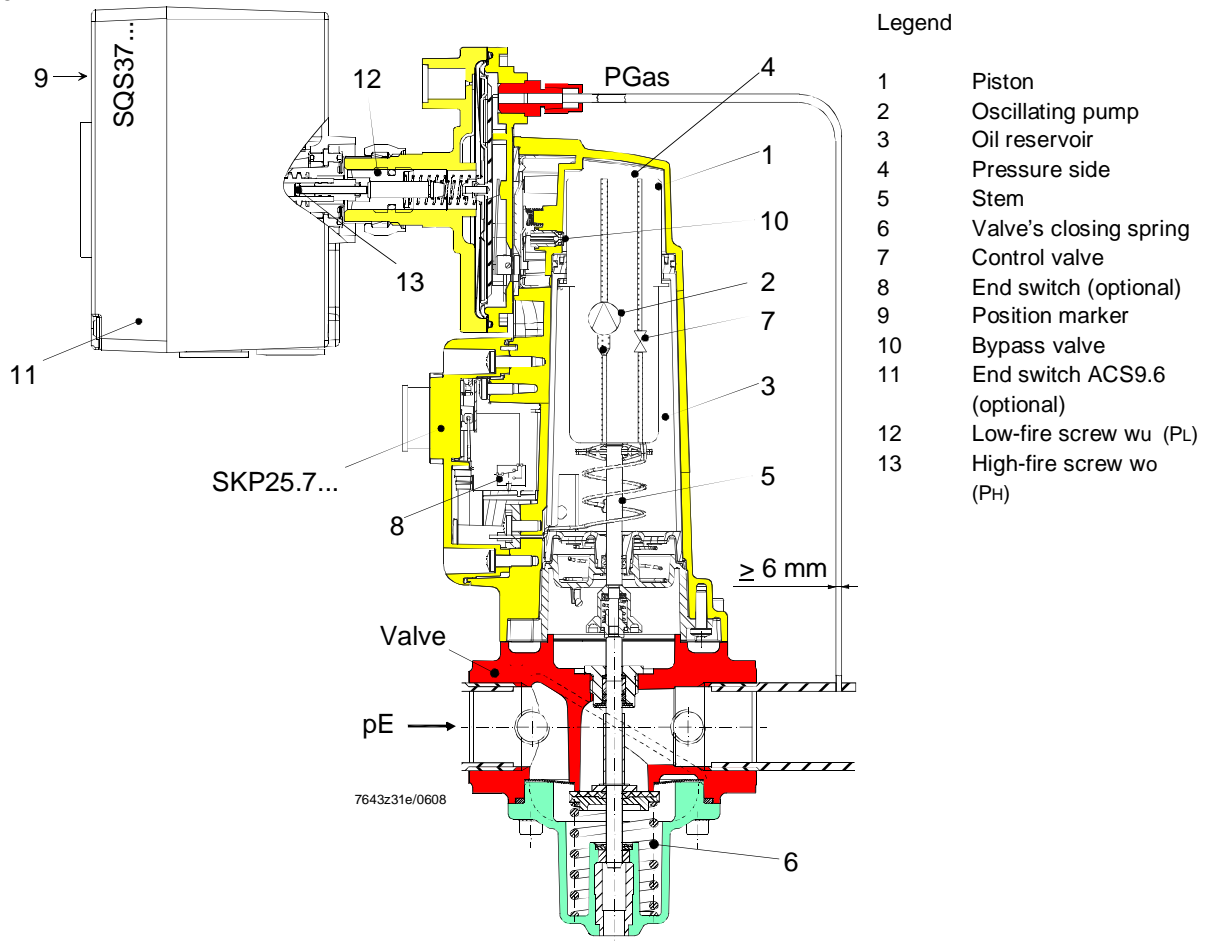 SQS37...
9
12
PGas
4
1
10
13
2
7
11
3
SKP25.7...
8
5
≥ 6 mm
Valve
pE
7643z31e/0608
6
Legend
1 Piston
2 Oscillating pump
3 Oil reservoir
4 Pressure side
5 Stem
6 Valve's closing spring
7 Control valve
8 End switch (optional)
9 Position marker
10 Bypass valve
11 End switch ACS9.6
(optional)
12 Low-fire screw wu (PL)
13 High-fire screw wo
(PH)